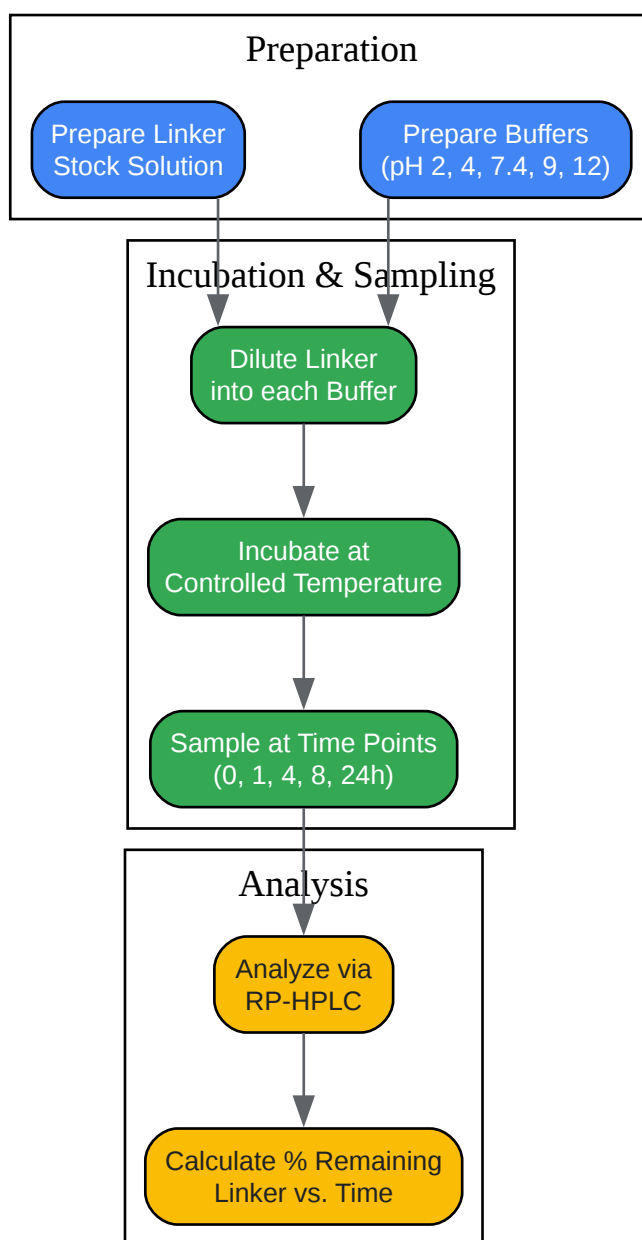 Preparation
Prepare Linker
Stock Solution
Prepare Buffers
(pH 2, 4, 7.4, 9, 12)
Incubation & Sampling
Dilute Linker
into each Buffer
Incubate at
Controlled Temperature
Sample at Time Points
(0, 1, 4, 8, 24h)
Analysis
Analyze via
RP-HPLC
Calculate % Remaining
Linker vs. Time